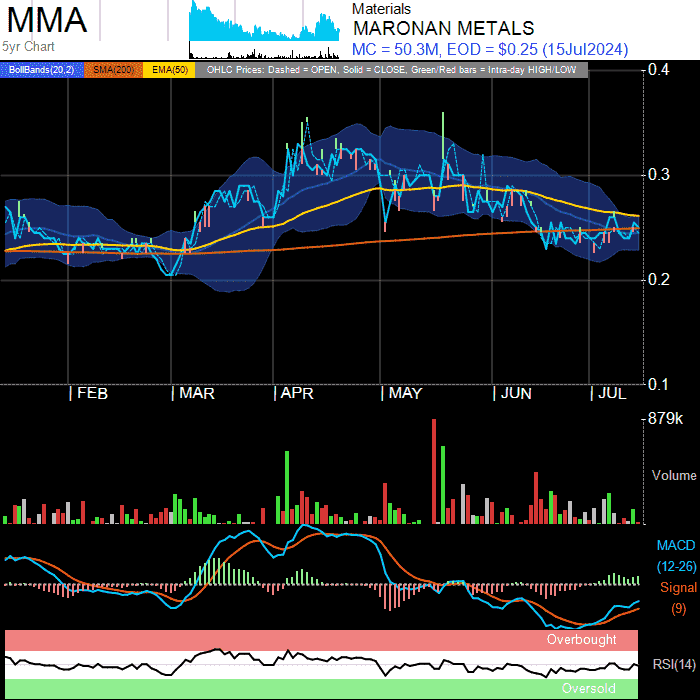 MMA
5yr Chart
Materials
MARONAN METALS
MC = 50.3M, EOD = $0.25 (15Jul2024)
BollBands(20,2) SMA(200) EMA(50) OHLC Prices: Dashed = OPEN, Solid = CLOSE, Green/Red bars = Intra-day HIGH/LOW
0.4
0.3
0.2
0.1
FEB MAR APR MAY JUN JUL
879k
Volume
MACD
(12-26)
Signal
(9)
Overbought
RSI(14)
Oversold